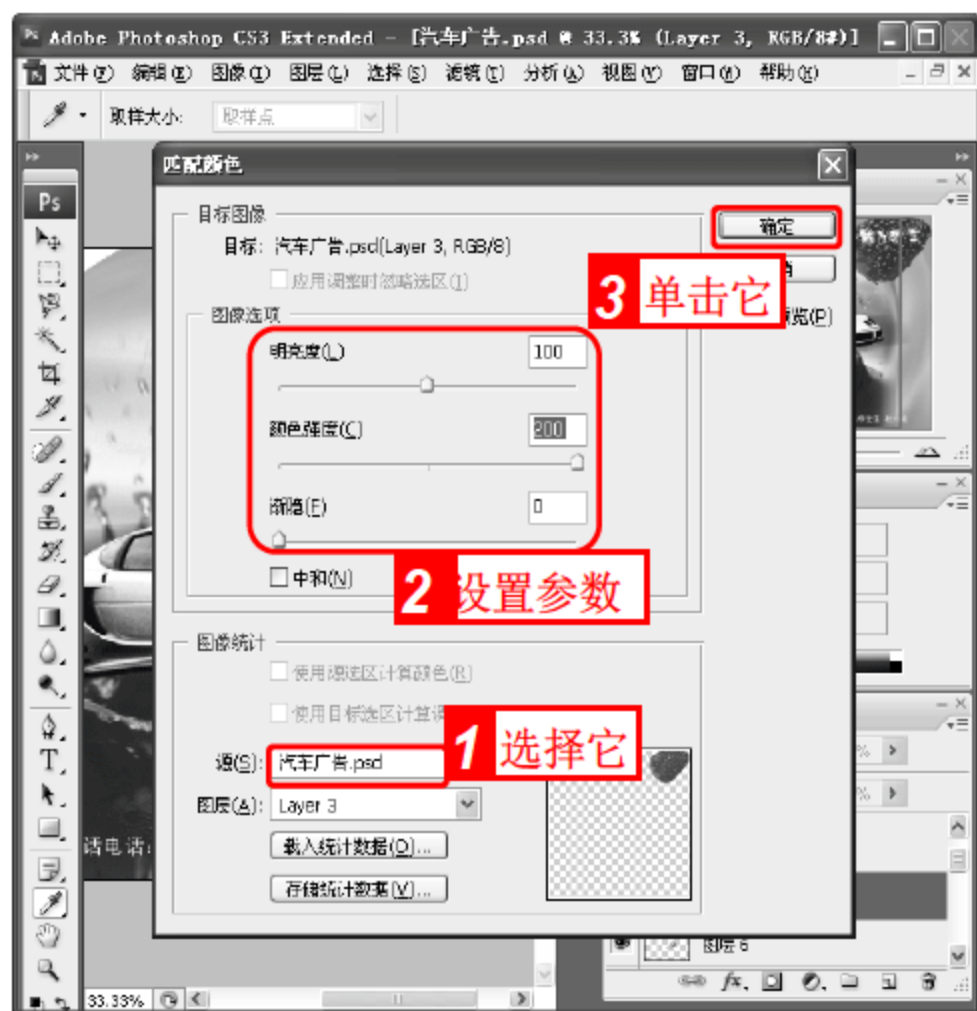 Adobe Photoshop CS3 Extended - [汽车广告.psd @ 33.3% (Layer 3, RGB/8#)]
文件(F) 编辑(E) 图像(I) 图层(L) 选择(S) 滤镜(T) 分析(A) 视图(V) 窗口(W) 帮助(H)
取样大小: 取样点
Ps
匹配颜色
目标图像
目标: 汽车广告.psd(Layer 3, RGB/8)
应用调整时忽略选区(I)
确定
3 单击它
预览(P)
图像选项
明亮度(L) 100
颜色强度(C) 200
渐隐(F) 0
中和(N)
2 设置参数
图像统计
使用源选区计算颜色(R)
使用目标选区计算
1 选择它
源(S): 汽车广告.psd
图层(A): Layer 3
载入统计数据(O)...
存储统计数据(V)...
话电话:
%
%
图层 6
33.33%